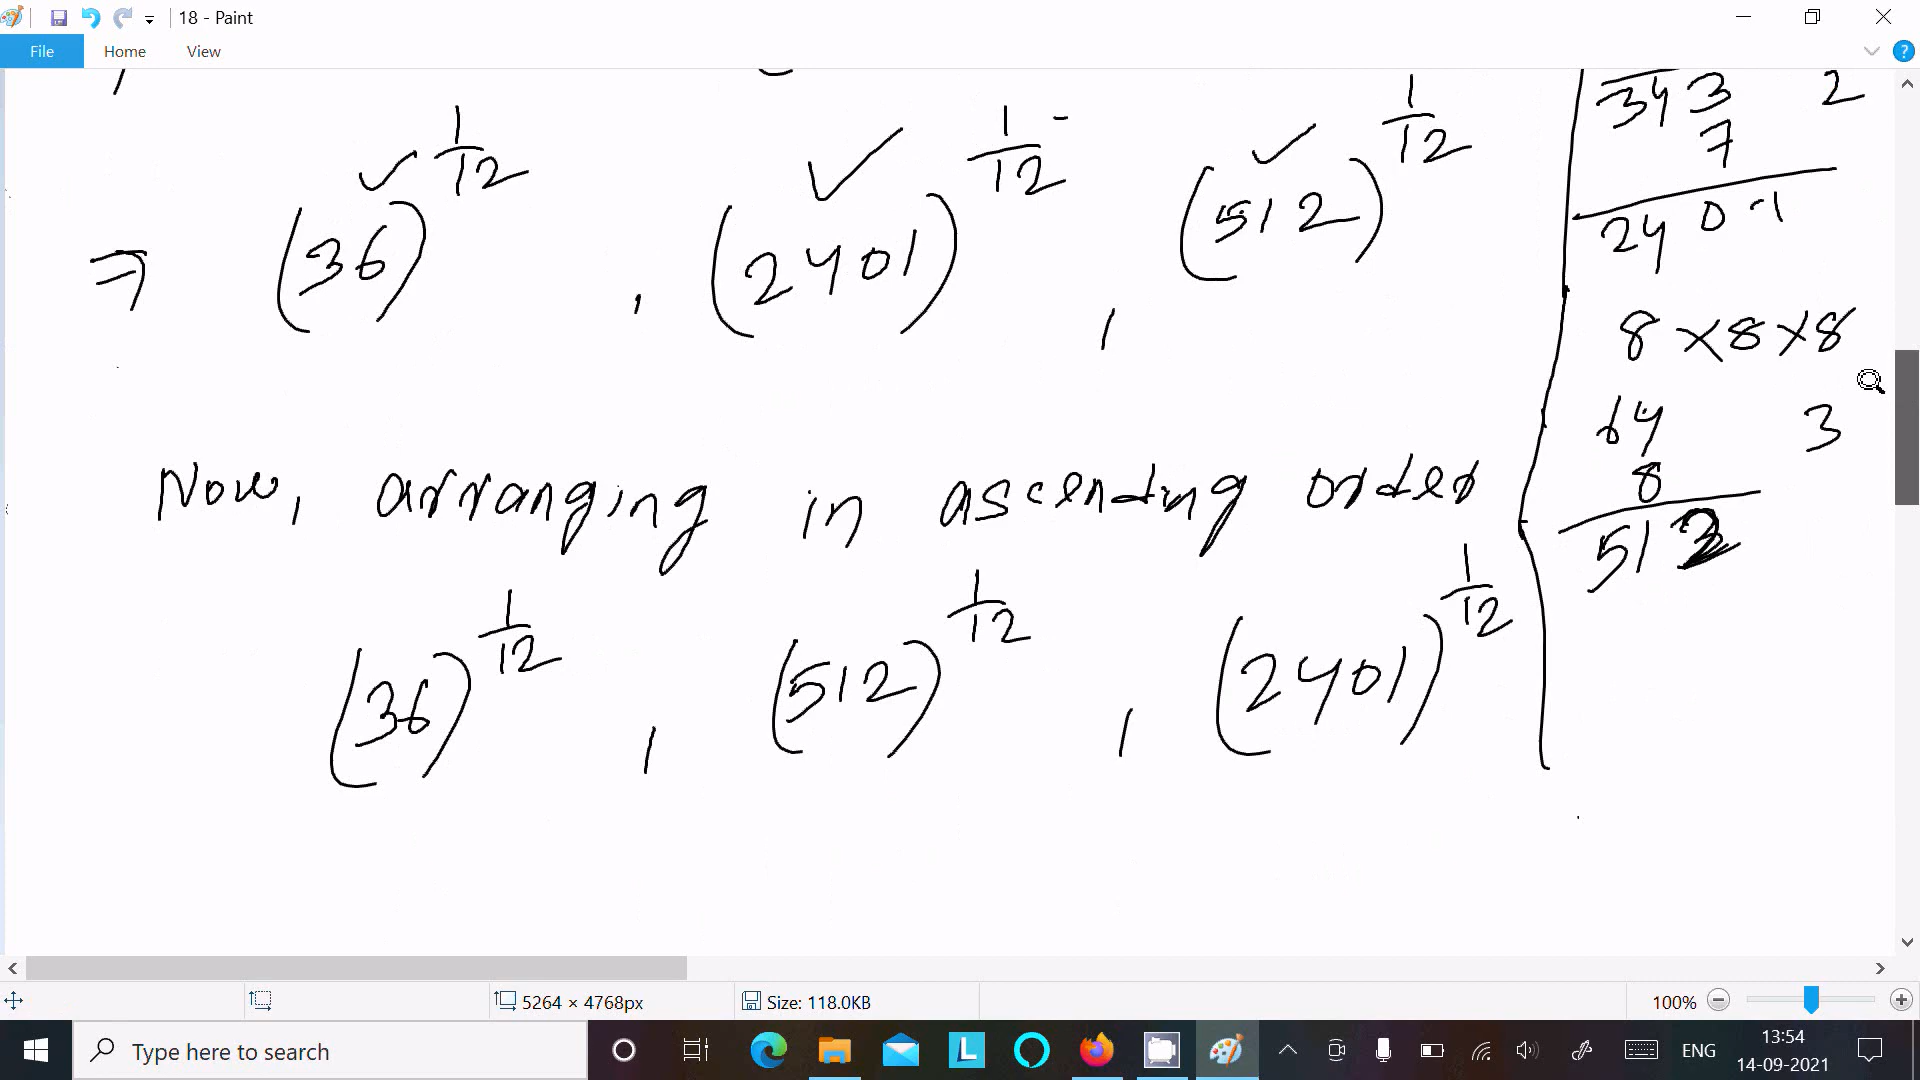 18 - Paint
File Home View
⇒ (36)^(1/12) , (2401)^(1/12) , (512)^(1/12)
Now, arranging in ascending order
(36)^(1/12) , (512)^(1/12) , (2401)^(1/12)
343 2
7
2401
8 × 8 × 8
64 3
8
512
5264 × 4768px Size: 118.0KB 100%
Type here to search
ENG
13:54
14-09-2021